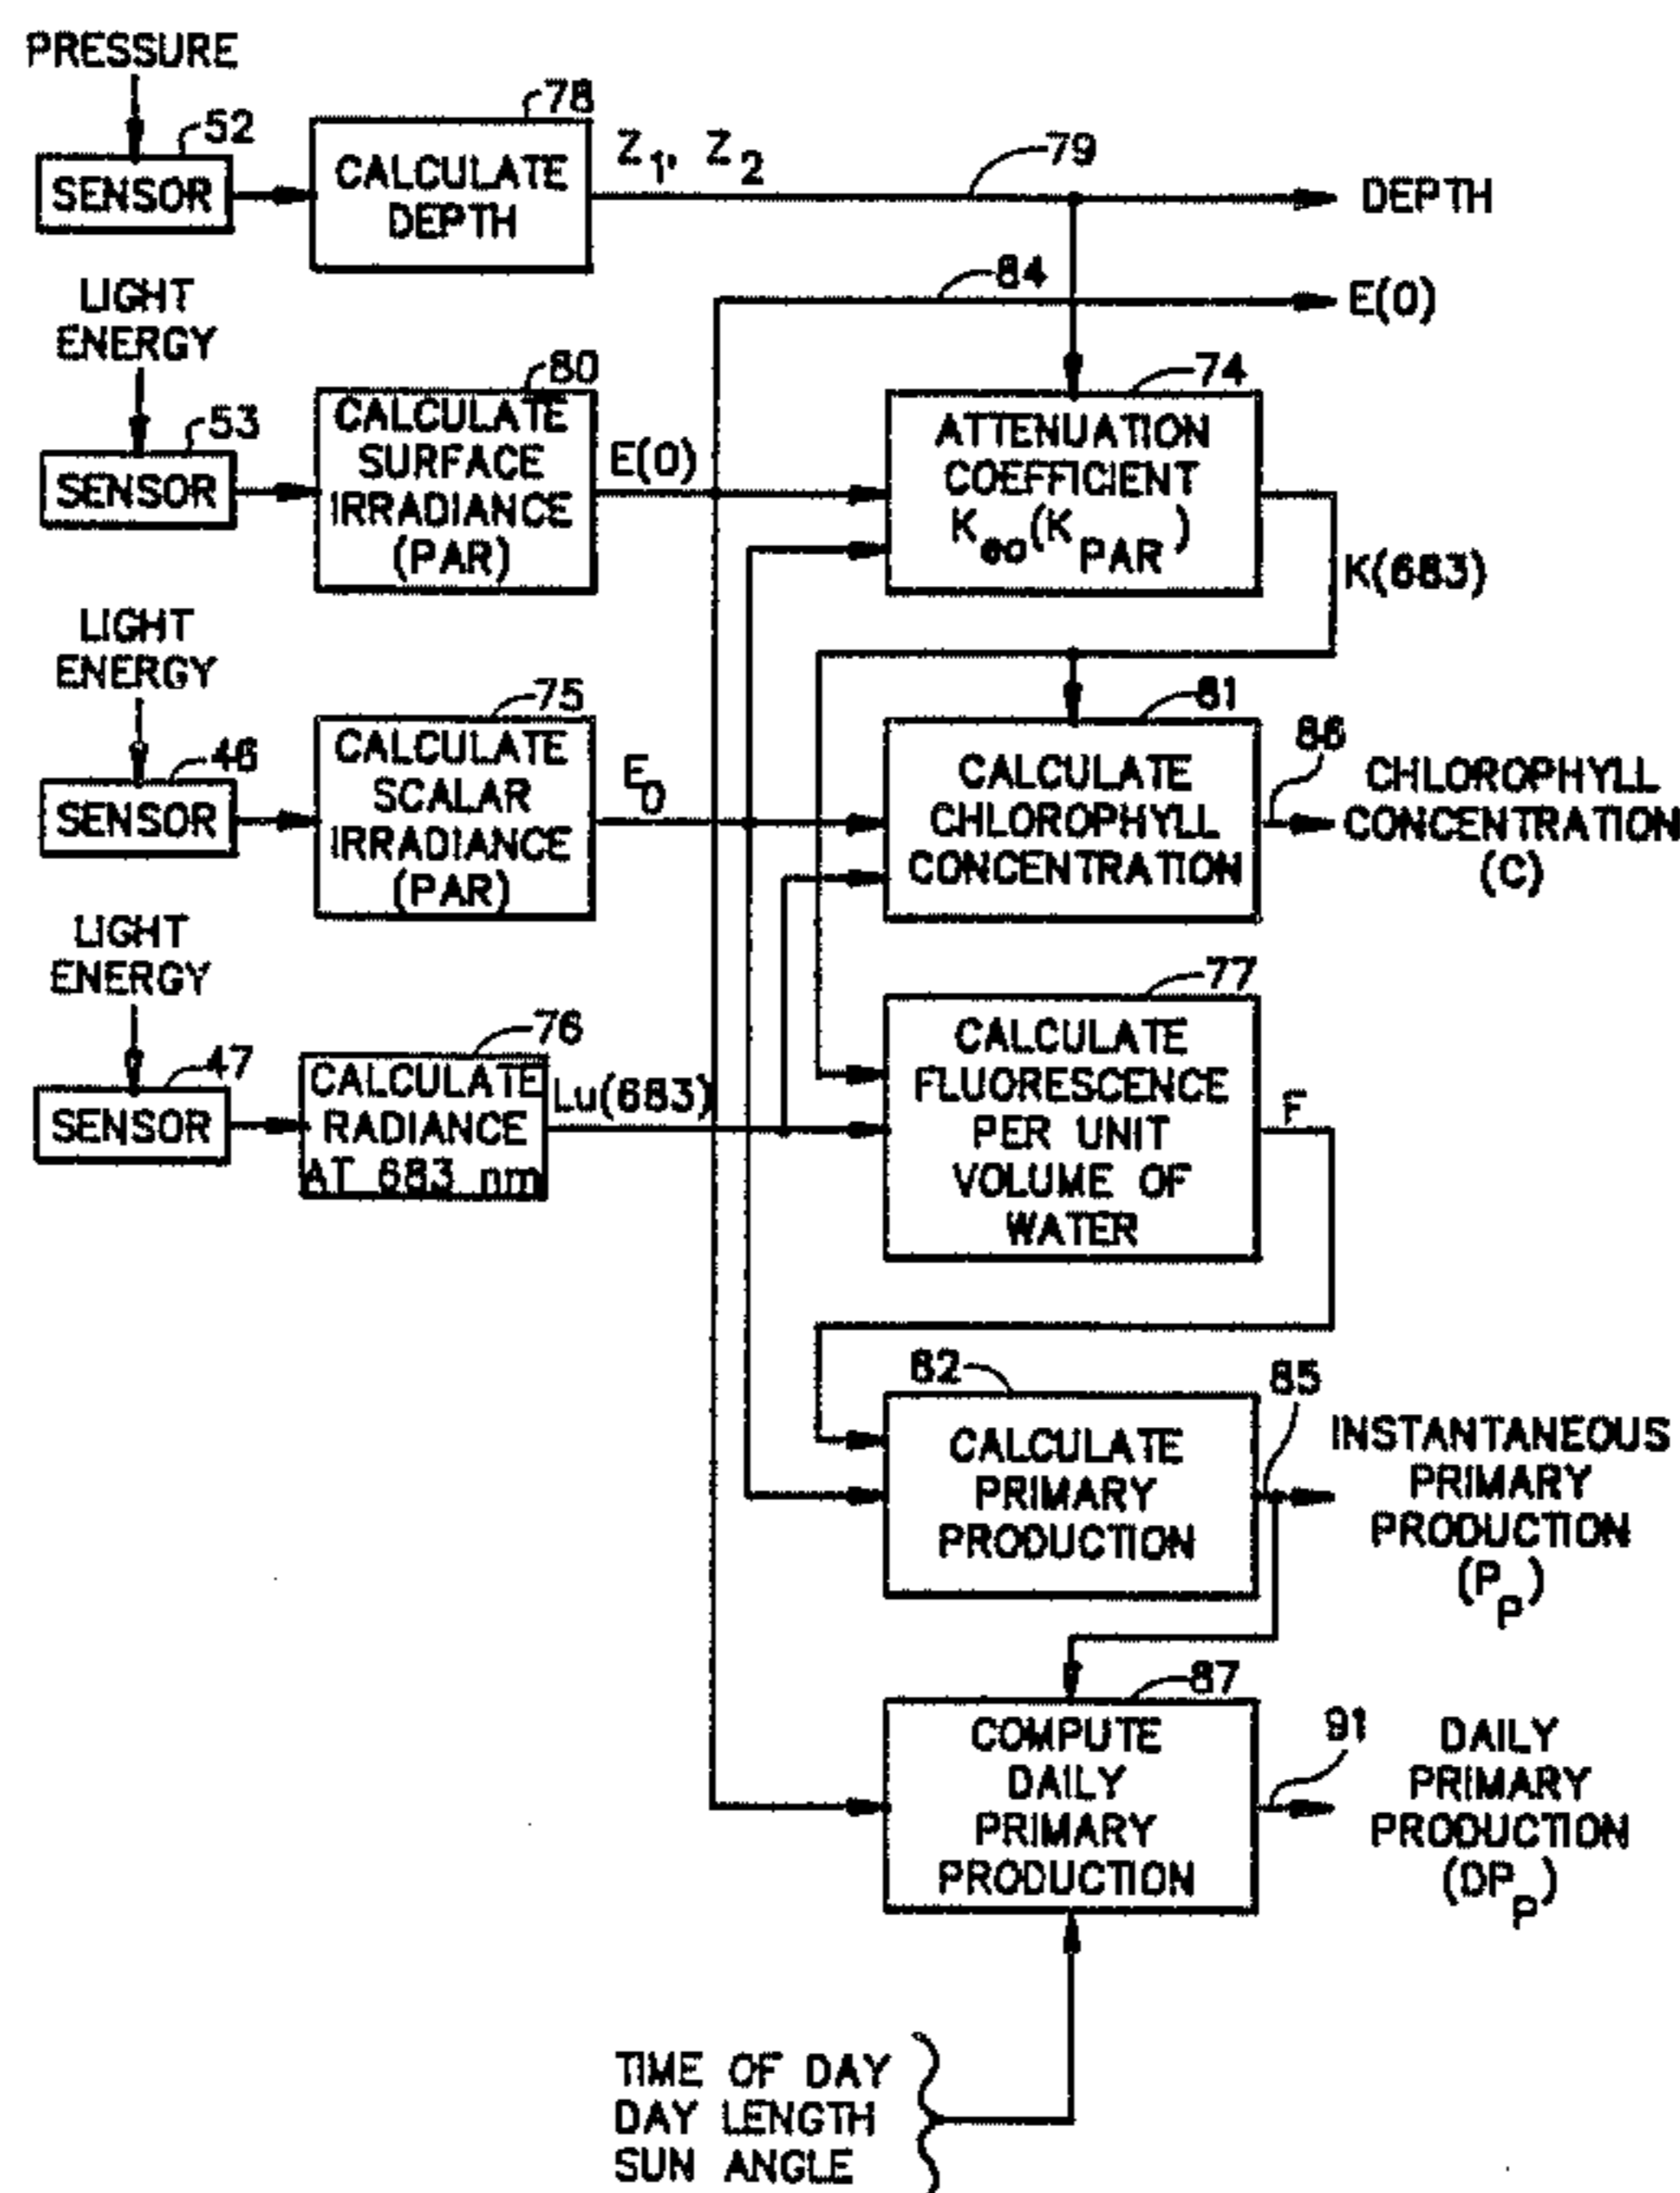 PRESSURE
52
SENSOR
78
CALCULATE
DEPTH
Z1, Z2
79
DEPTH
84
E(0)
LIGHT
ENERGY
53
SENSOR
80
CALCULATE
SURFACE
IRRADIANCE
(PAR)
E(0)
74
ATTENUATION
COEFFICIENT
Keo(KPAR)
K(683)
LIGHT
ENERGY
46
SENSOR
75
CALCULATE
SCALAR
IRRADIANCE
(PAR)
E0
81
CALCULATE
CHLOROPHYLL
CONCENTRATION
86
CHLOROPHYLL
CONCENTRATION
(C)
LIGHT
ENERGY
47
SENSOR
76
CALCULATE
RADIANCE
AT 683 nm
Lu(683)
77
CALCULATE
FLUORESCENCE
PER UNIT
VOLUME OF
WATER
F
82
CALCULATE
PRIMARY
PRODUCTION
85
INSTANTANEOUS
PRIMARY
PRODUCTION
(PP)
87
COMPUTE
DAILY
PRIMARY
PRODUCTION
91
DAILY
PRIMARY
PRODUCTION
(DPP)
TIME OF DAY
DAY LENGTH
SUN ANGLE